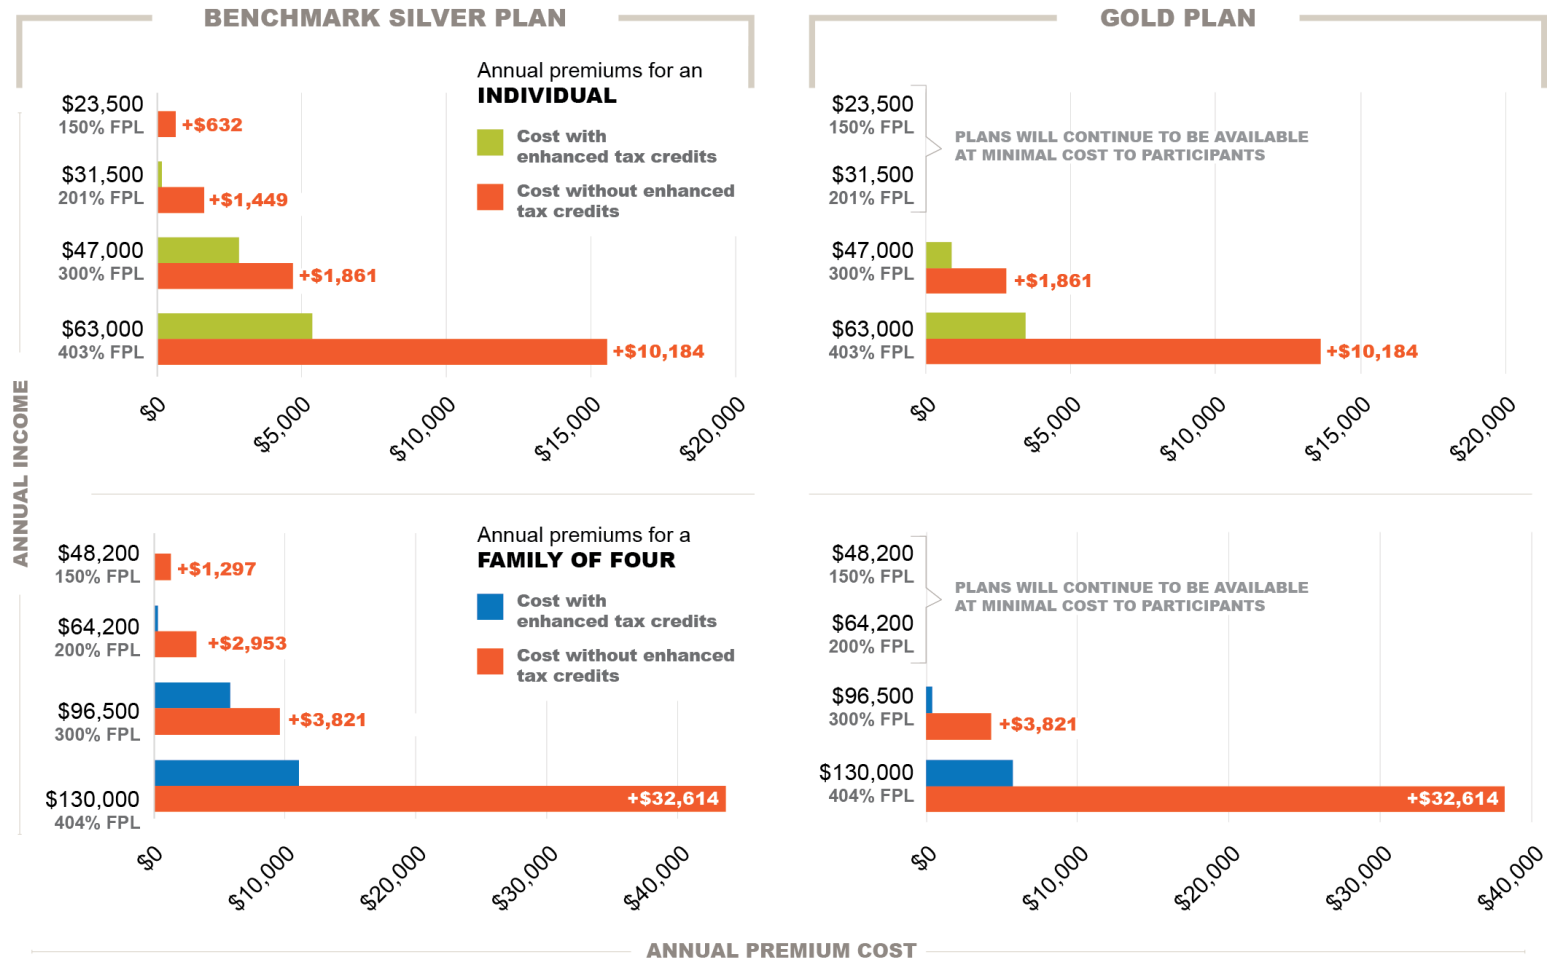 BENCHMARK SILVER PLAN
Annual premiums for an
INDIVIDUAL
Cost with
enhanced tax credits
Cost without enhanced
tax credits
$23,500
150% FPL
+$632
$31,500
201% FPL
+$1,449
$47,000
300% FPL
+$1,861
$63,000
403% FPL
+$10,184
$0
$5,000
$10,000
$15,000
$20,000
GOLD PLAN
$23,500
150% FPL
PLANS WILL CONTINUE TO BE AVAILABLE
AT MINIMAL COST TO PARTICIPANTS
$31,500
201% FPL
$47,000
300% FPL
+$1,861
$63,000
403% FPL
+$10,184
$0
$5,000
$10,000
$15,000
$20,000
ANNUAL INCOME
Annual premiums for a
FAMILY OF FOUR
Cost with
enhanced tax credits
Cost without enhanced
tax credits
$48,200
150% FPL
+$1,297
$64,200
200% FPL
+$2,953
$96,500
300% FPL
+$3,821
$130,000
404% FPL
+$32,614
$0
$10,000
$20,000
$30,000
$40,000
$48,200
150% FPL
PLANS WILL CONTINUE TO BE AVAILABLE
AT MINIMAL COST TO PARTICIPANTS
$64,200
200% FPL
$96,500
300% FPL
+$3,821
$130,000
404% FPL
+$32,614
$0
$10,000
$20,000
$30,000
$40,000
ANNUAL PREMIUM COST